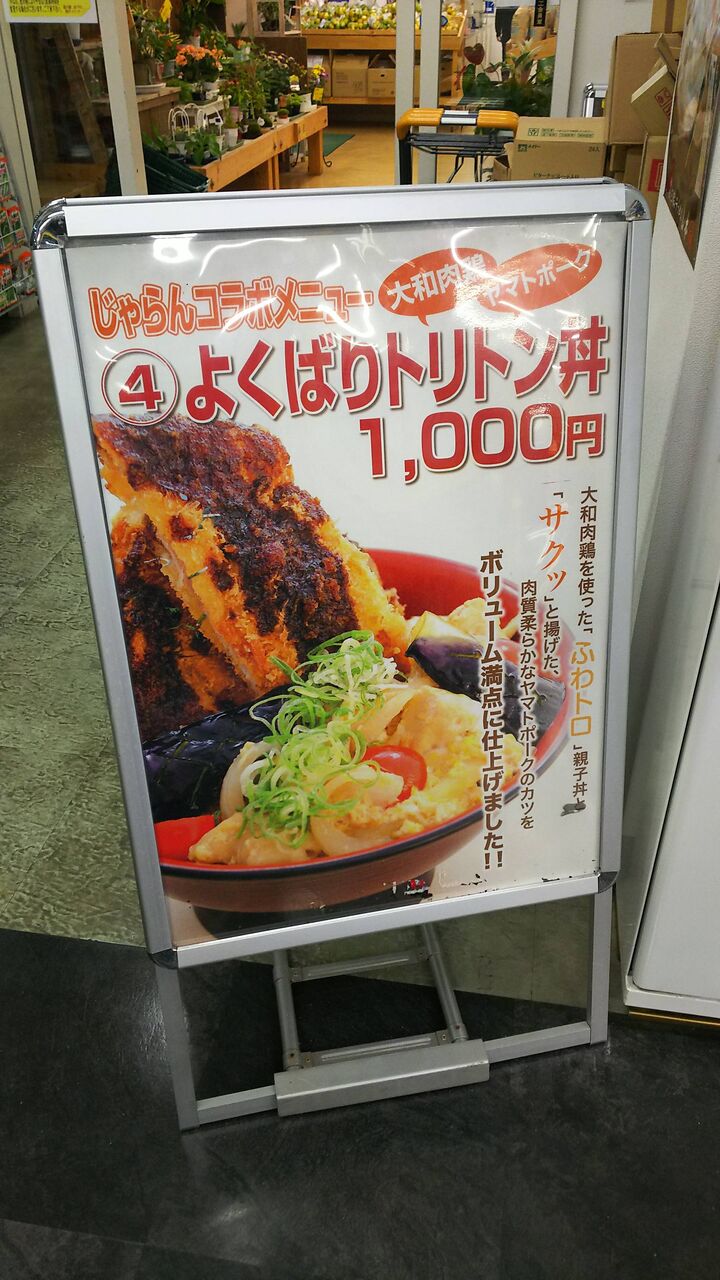 じゃらんコラボメニュー
大和肉鶏
ヤマトポーク
④よくばりトリトン丼
1,000円
大和肉鶏を使った「ふわトロ」親子丼と
「サクッ」と揚げた、
肉質柔らかなヤマトポークのカツを
ボリューム満点に仕上げました!!